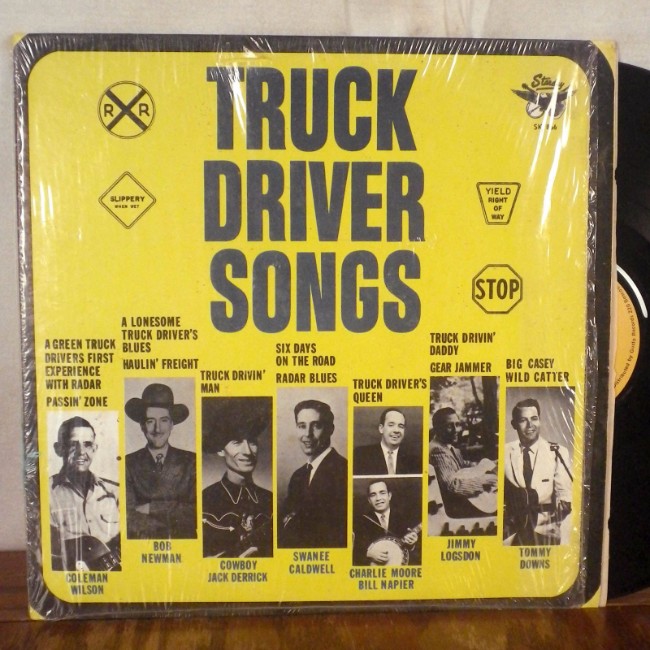 TRUCK
DRIVER
SONGS
R R
SLIPPERY
WHEN WET
YIELD
RIGHT
OF
WAY
STOP
A GREEN TRUCK
DRIVERS FIRST
EXPERIENCE
WITH RADAR
PASSIN' ZONE
COLEMAN
WILSON
A LONESOME
TRUCK DRIVER'S
BLUES
HAULIN' FREIGHT
BOB
NEWMAN
TRUCK DRIVIN'
MAN
COWBOY
JACK DERRICK
SIX DAYS
ON THE ROAD
RADAR BLUES
SWANEE
CALDWELL
TRUCK DRIVER'S
QUEEN
CHARLIE MOORE
BILL NAPIER
TRUCK DRIVIN'
DADDY
GEAR JAMMER
JIMMY
LOGSDON
BIG CASEY
WILD CATTER
TOMMY
DOWNS